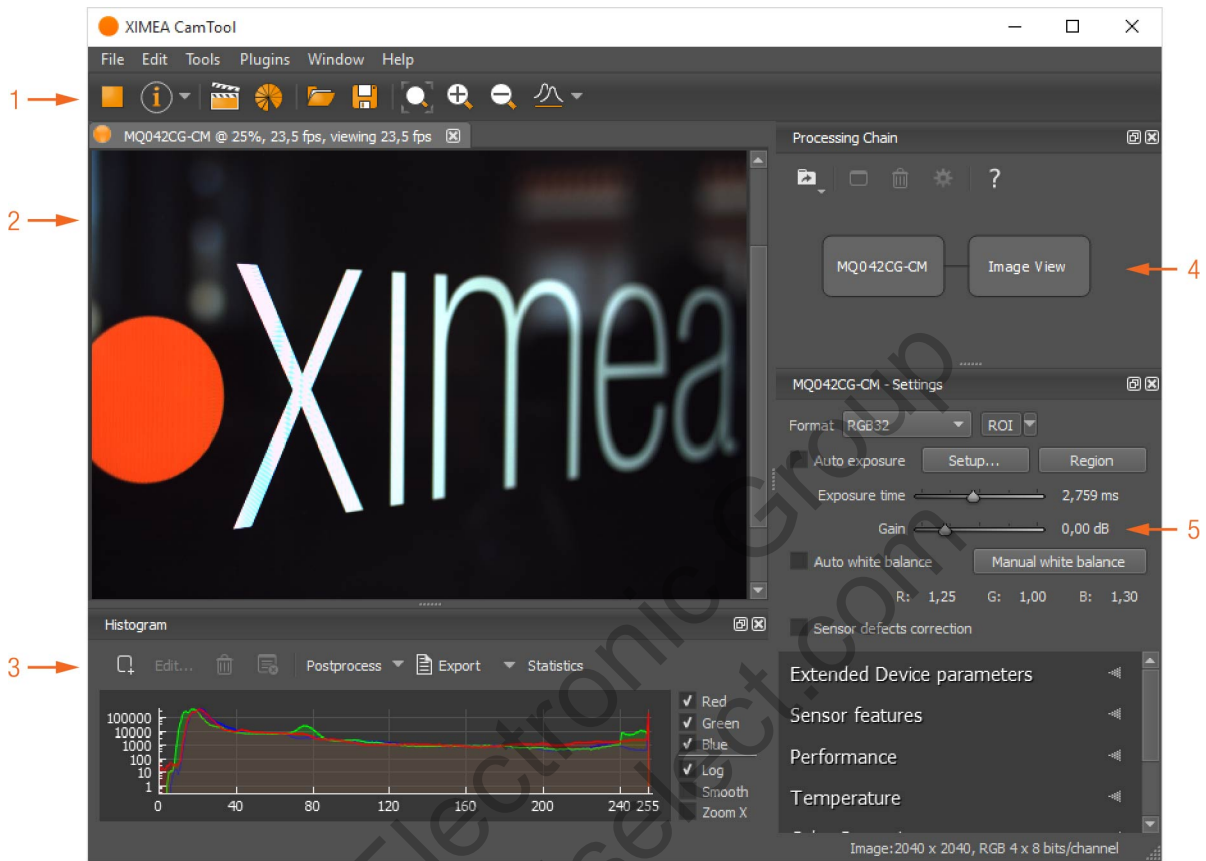 XIMEA CamTool
File Edit Tools Plugins Window Help
1
MQ042CG-CM @ 25%, 23,5 fps, viewing 23,5 fps
2
ximea
Processing Chain
?
MQ042CG-CM Image View
4
MQ042CG-CM - Settings
Format RGB32 ROI
Auto exposure Setup... Region
Exposure time 2,759 ms
Gain 0,00 dB
5
Auto white balance Manual white balance
R: 1,25 G: 1,00 B: 1,30
Sensor defects correction
Extended Device parameters
Sensor features
Performance
Temperature
Histogram
3
Edit... Postprocess Export Statistics
100000
10000
1000
100
10
1
0 40 80 120 160 200 240 255
Red
Green
Blue
Log
Smooth
Zoom X
Image:2040 x 2040, RGB 4 x 8 bits/channel
Electronic Group
select.com